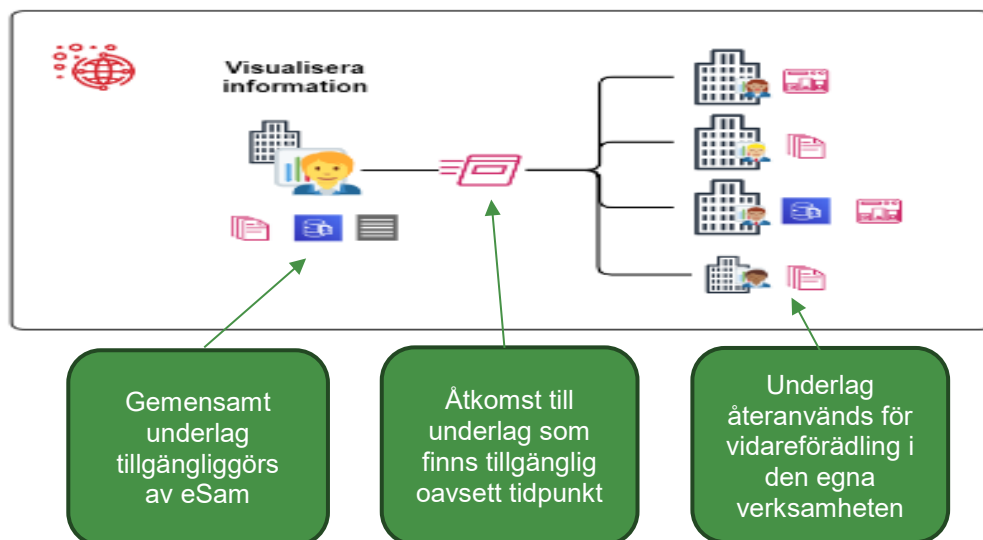 Visualisera
information
Gemensamt
underlag
tillgängliggörs
av eSam
Åtkomst till
underlag som
finns tillgänglig
oavsett tidpunkt
Underlag
återanvänds för
vidareförädling i
den egna
verksamheten